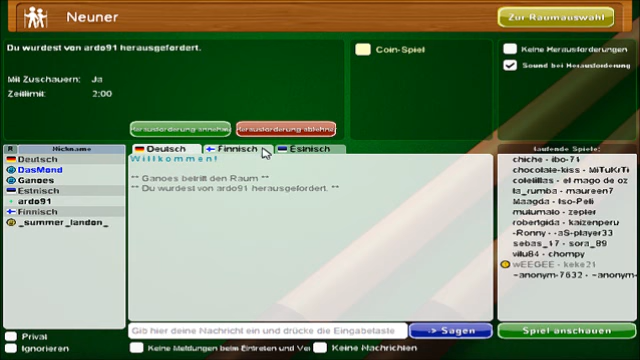 Neuner
Zur Raumauswahl
Du wurdest von ardo91 herausgefordert.
Mit Zuschauern: Ja
Zeitlimit: 2:00
Herausforderung annehmen
Herausforderung ablehnen
Coin-Spiel
Keine Herausforderungen
Sound bei Herausforderung
R Nickname
Deutsch
DasMond
Ganoes
Estnisch
ardo91
Finnisch
_summer_landon_
Privat
Ignorieren
Deutsch Finnisch Estnisch
Willkommen!
** Ganoes betritt den Raum **
** Du wurdest von ardo91 herausgefordert. **
Gib hier deine Nachricht ein und drücke die Eingabetaste
-> Sagen
Keine Meldungen beim Eintreten und Ver
Keine Nachrichten
laufende Spiele:
chiche - ibo-71
chocolate-kiss - MiTuKrTi
coletillas - el mago de oz
la_rumba - maureen7
Maagda - Iso-Peli
mutumalo - zepter
robertgida - kaizenperu
-Ronny - -aS-player33
sebas_17 - sora_89
villu84 - chompy
wEEGEE - keke21
~anonym-7632 - ~anonym-
Spiel anschauen